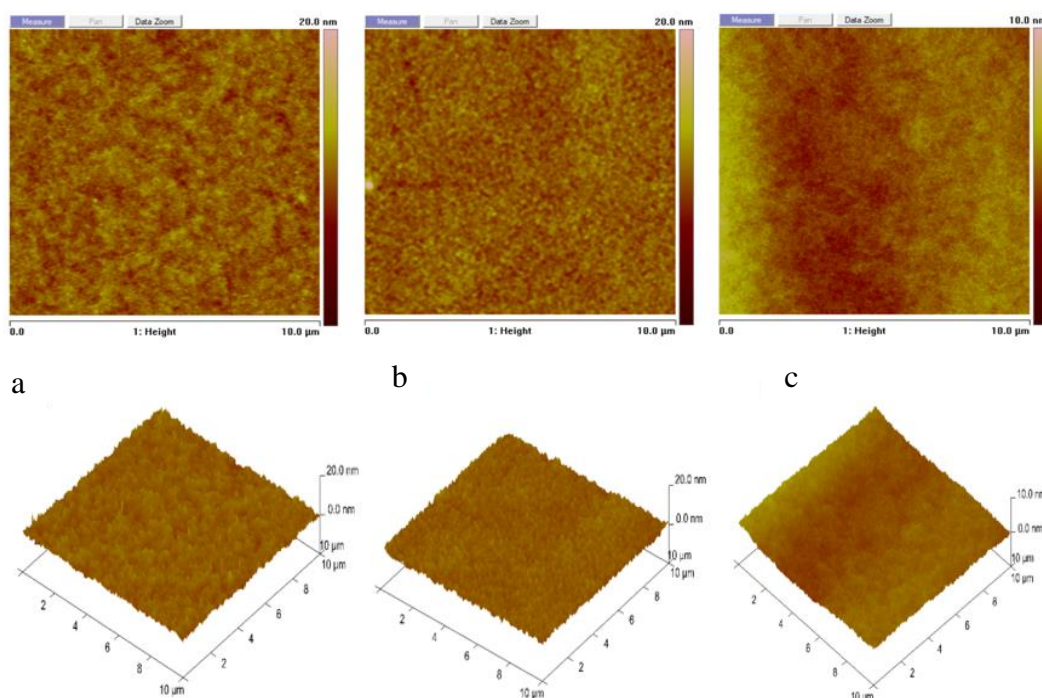 Measure Pan Data Zoom 20.0 nm
Measure Pan Data Zoom 20.0 nm
Measure Pan Data Zoom 10.0 nm
0.0 1: Height 10.0 µm
0.0 1: Height 10.0 µm
0.0 1: Height 10.0 µm
a
b
c
20.0 nm
0.0 nm
10 µm
10 µm
8
6
4
2
2
4
6
8
10 µm
20.0 nm
0.0 nm
10 µm
10 µm
8
6
4
2
2
4
6
8
10 µm
10.0 nm
0.0 nm
10 µm
10 µm
8
6
4
2
2
4
6
8
10 µm